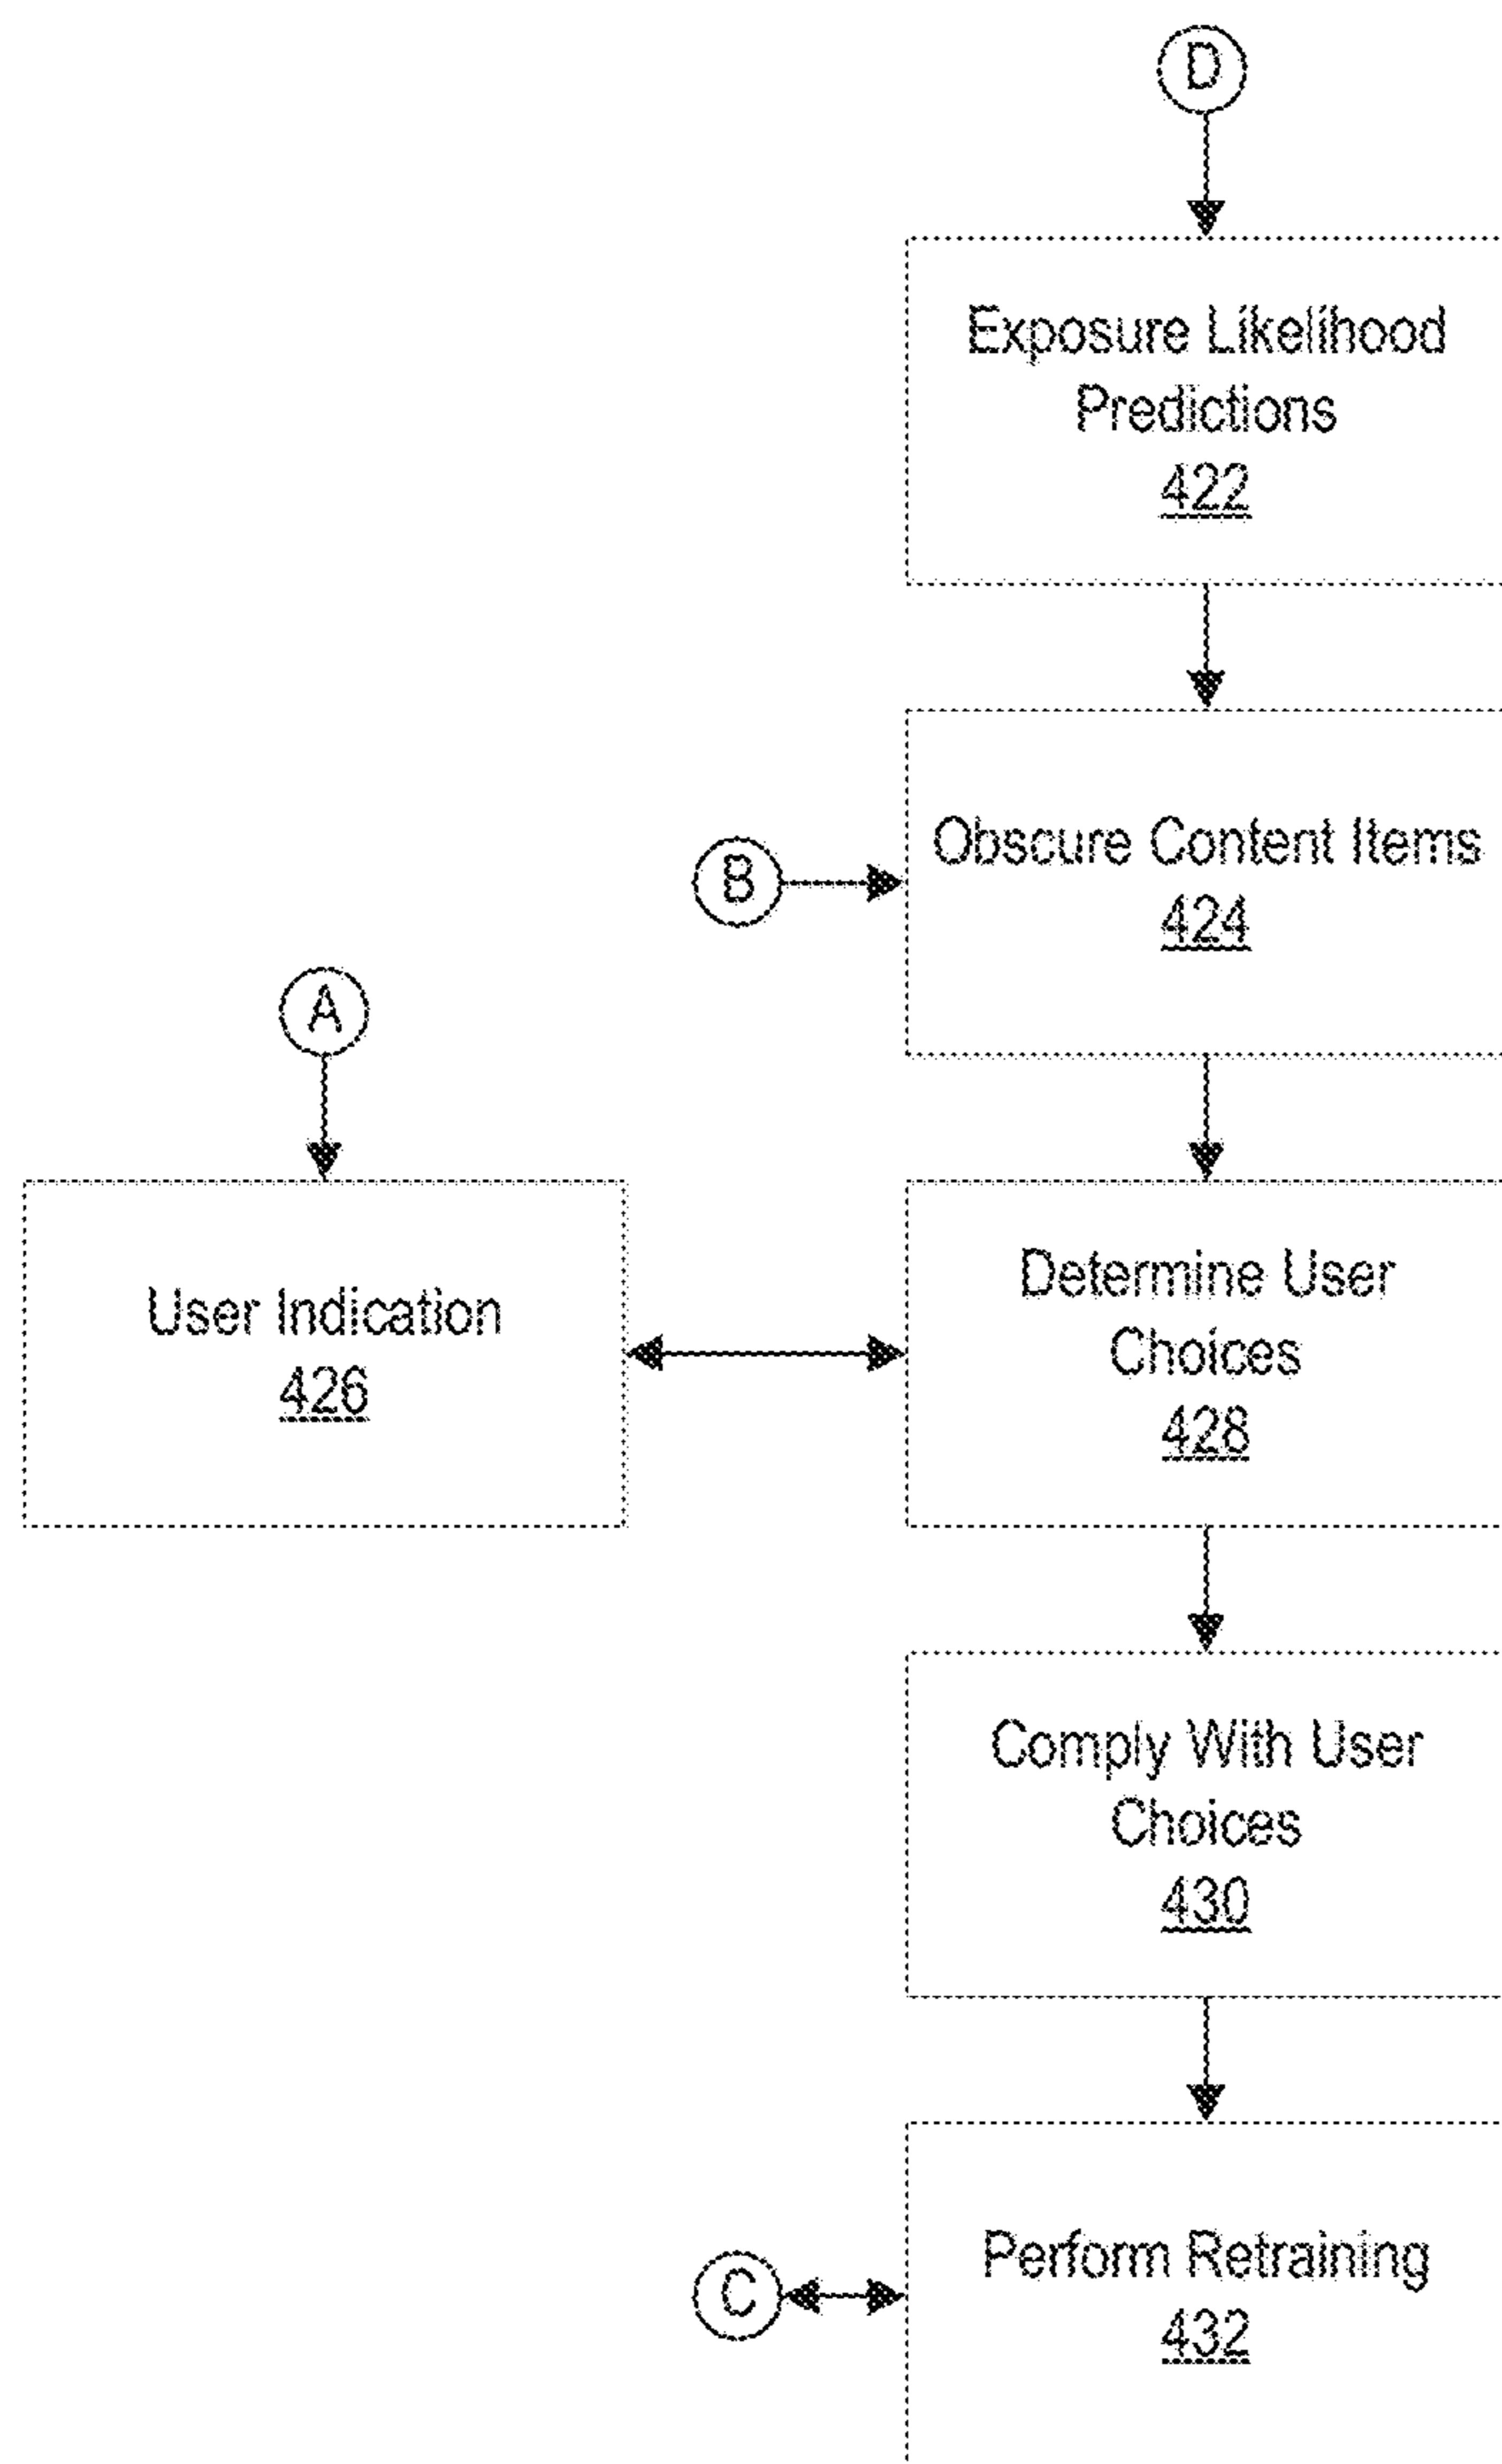 D
Exposure Likelihood
Predictions
422
B
Obscure Content Items
424
A
User Indication
426
Determine User
Choices
428
Comply With User
Choices
430
C
Perform Retraining
432